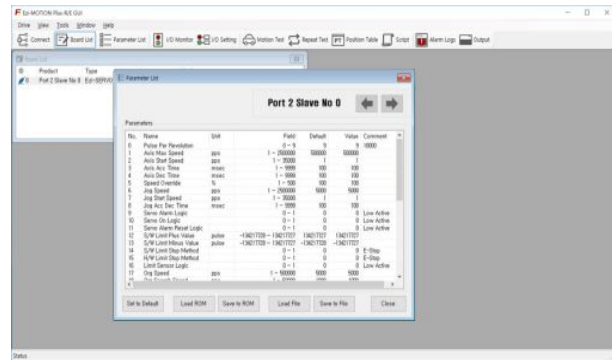 Ezi-MOTION Plus-R/E GUI
Drive View Tools Window Help
Connect Board List Parameter List I/O Monitor I/O Setting Motion Test Repeat Test PT Position Table Script Alarm Logs Output
Board List
ID Product Type
0 Port 2 Slave No 0 Ezi-SERVO
Parameter List
Port 2 Slave No 0
Parameters
No. Name Unit Field Default Value Comment
0 Pulse Per Revolution 0 ~ 9 9 9 10000
1 Axis Max Speed pps 1 ~ 2500000 500000 500000
2 Axis Start Speed pps 1 ~ 35000 1 1
3 Axis Acc Time msec 1 ~ 9999 100 100
4 Axis Dec Time msec 1 ~ 9999 100 100
5 Speed Override % 1 ~ 500 100 100
6 Jog Speed pps 1 ~ 2500000 5000 5000
7 Jog Start Speed pps 1 ~ 35000 1 1
8 Jog Acc Dec Time msec 1 ~ 9999 100 100
9 Servo Alarm Logic 0 ~ 1 0 0 Low Active
10 Servo On Logic 0 ~ 1 0 0 Low Active
11 Servo Alarm Reset Logic 0 ~ 1 0 0 Low Active
12 S/W Limit Plus Value pulse -134217728 ~ 134217727 134217727 134217727
13 S/W Limit Minus Value pulse -134217728 ~ 134217727 -134217728 -134217728
14 S/W Limit Stop Method 0 ~ 1 0 0 E-Stop
15 H/W Limit Stop Method 0 ~ 1 0 0 E-Stop
16 Limit Sensor Logic 0 ~ 1 0 0 Low Active
17 Org Speed pps 1 ~ 500000 5000 5000
Set to Default Load ROM Save to ROM Load File Save to File Close
Status